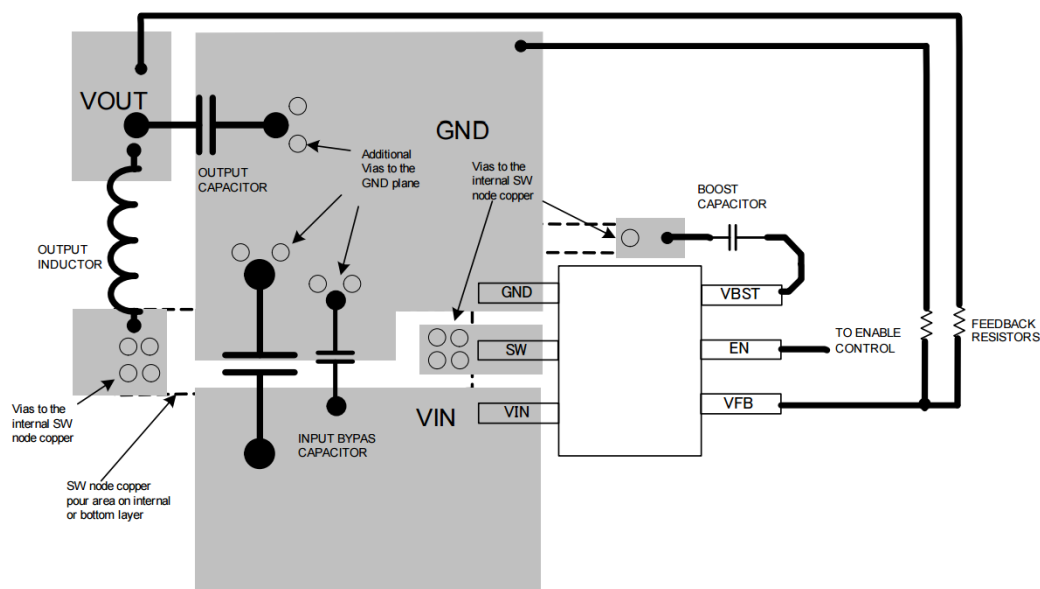 VOUT
GND
OUTPUT
CAPACITOR
Additional
Vias to the
GND plane
Vias to the
internal SW
node copper
BOOST
CAPACITOR
OUTPUT
INDUCTOR
GND
VBST
SW
EN
TO ENABLE
CONTROL
FEEDBACK
RESISTORS
VIN
VFB
VIN
INPUT BYPAS
CAPACITOR
Vias to the
internal SW
node copper
SW node copper
pour area on internal
or bottom layer